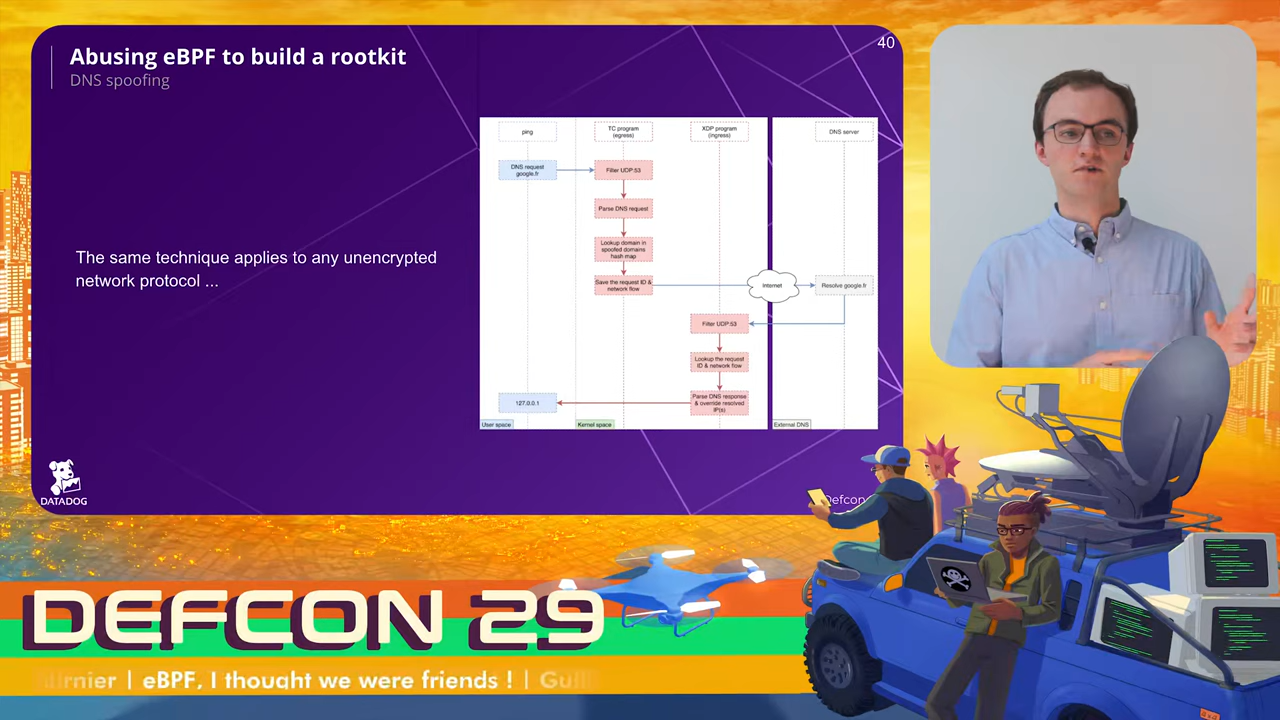 Abusing eBPF to build a rootkit
DNS spoofing
40
The same technique applies to any unencrypted
network protocol ...
ping
TC program
(egress)
XDP program
(ingress)
DNS server
DNS request
google.fr
Filter UDP:53
Parse DNS request
Lookup domain in
spoofed domains
hash map
Save the request ID &
network flow
Internet
Resolve google.fr
Filter UDP:53
Lookup the request
ID & network flow
127.0.0.1
Parse DNS response
& override resolved
IP(s)
User space
Kernel space
External DNS
DATADOG
Defcon
DEFCON 29
urnier | eBPF, I thought we were friends ! | Guil